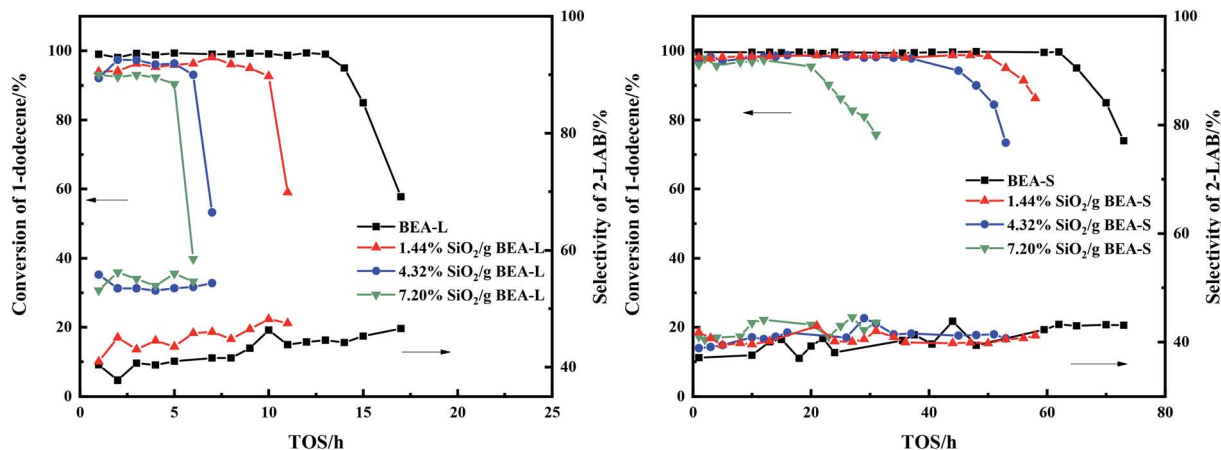 100
80
60
40
20
0
0
5
10
15
20
25
100
80
60
40
Conversion of 1-dodecene/%
Selectivity of 2-LAB/%
TOS/h
BEA-L
1.44% SiO₂/g BEA-L
4.32% SiO₂/g BEA-L
7.20% SiO₂/g BEA-L
100
80
60
40
20
0
0
20
40
60
80
100
90
80
70
60
50
40
Conversion of 1-dodecene/%
Selectivity of 2-LAB/%
TOS/h
BEA-S
1.44% SiO₂/g BEA-S
4.32% SiO₂/g BEA-S
7.20% SiO₂/g BEA-S